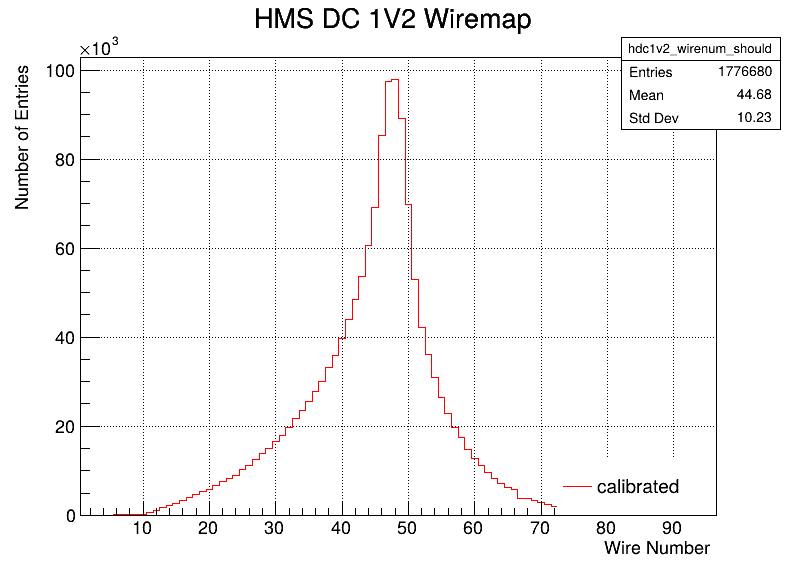 HMS DC 1V2 Wiremap
×10³
hdc1v2_wirenum_should
Entries 1776680
Mean 44.68
Std Dev 10.23
Number of Entries
100
80
60
40
20
0
calibrated
10 20 30 40 50 60 70 80 90
Wire Number